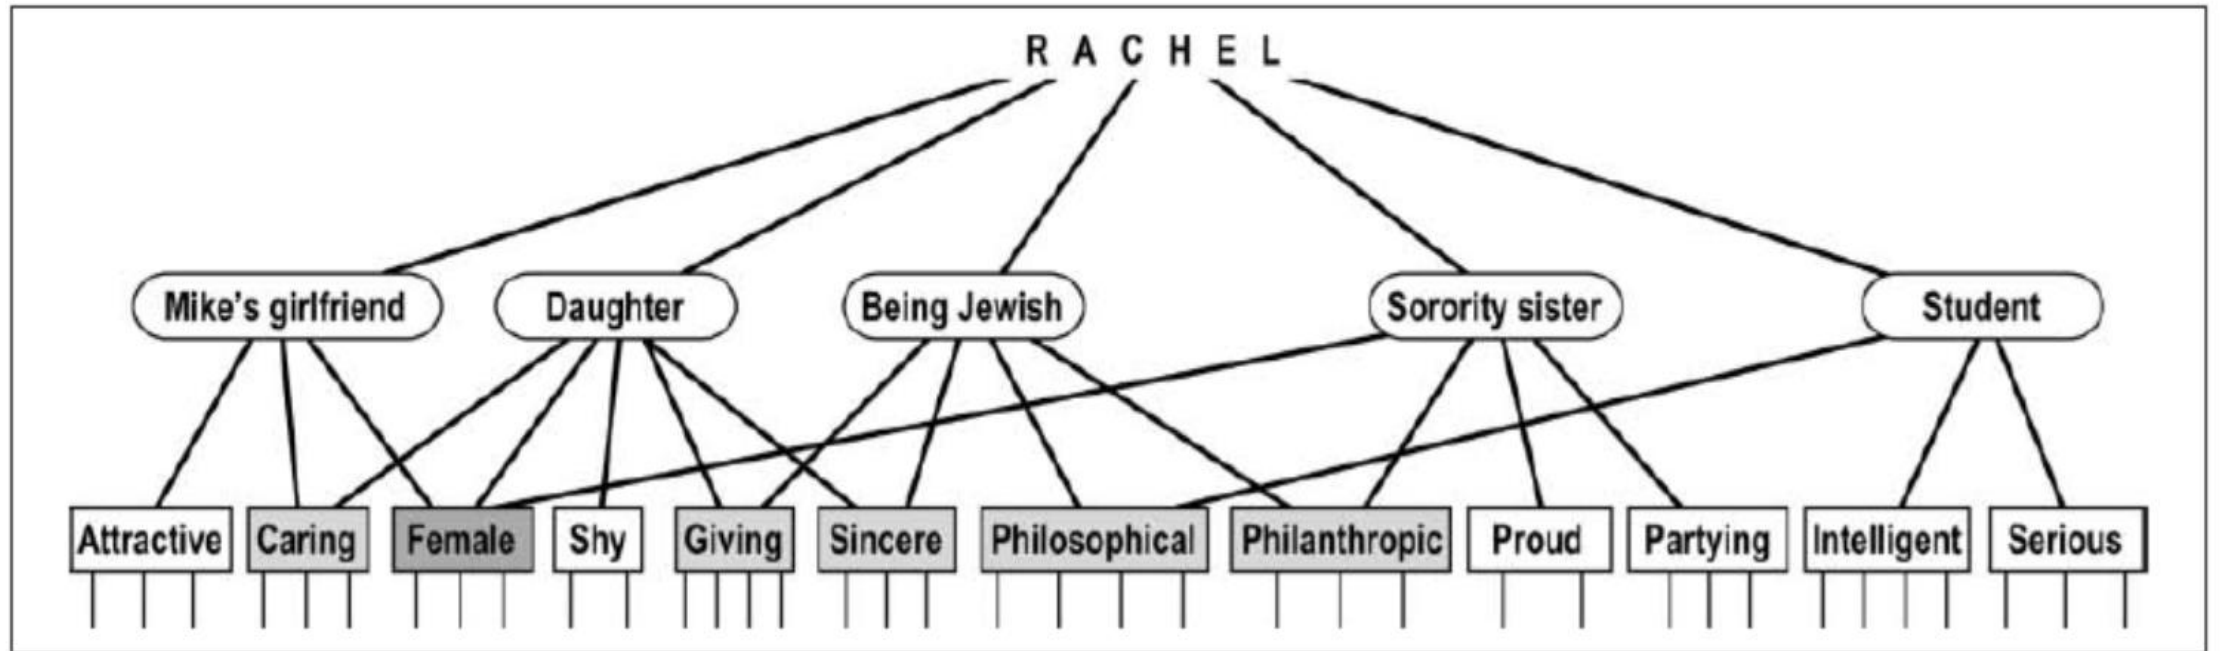 R A C H E L
Mike's girlfriend Daughter Being Jewish Sorority sister Student
Attractive Caring Female Shy Giving Sincere Philosophical Philanthropic Proud Partying Intelligent Serious